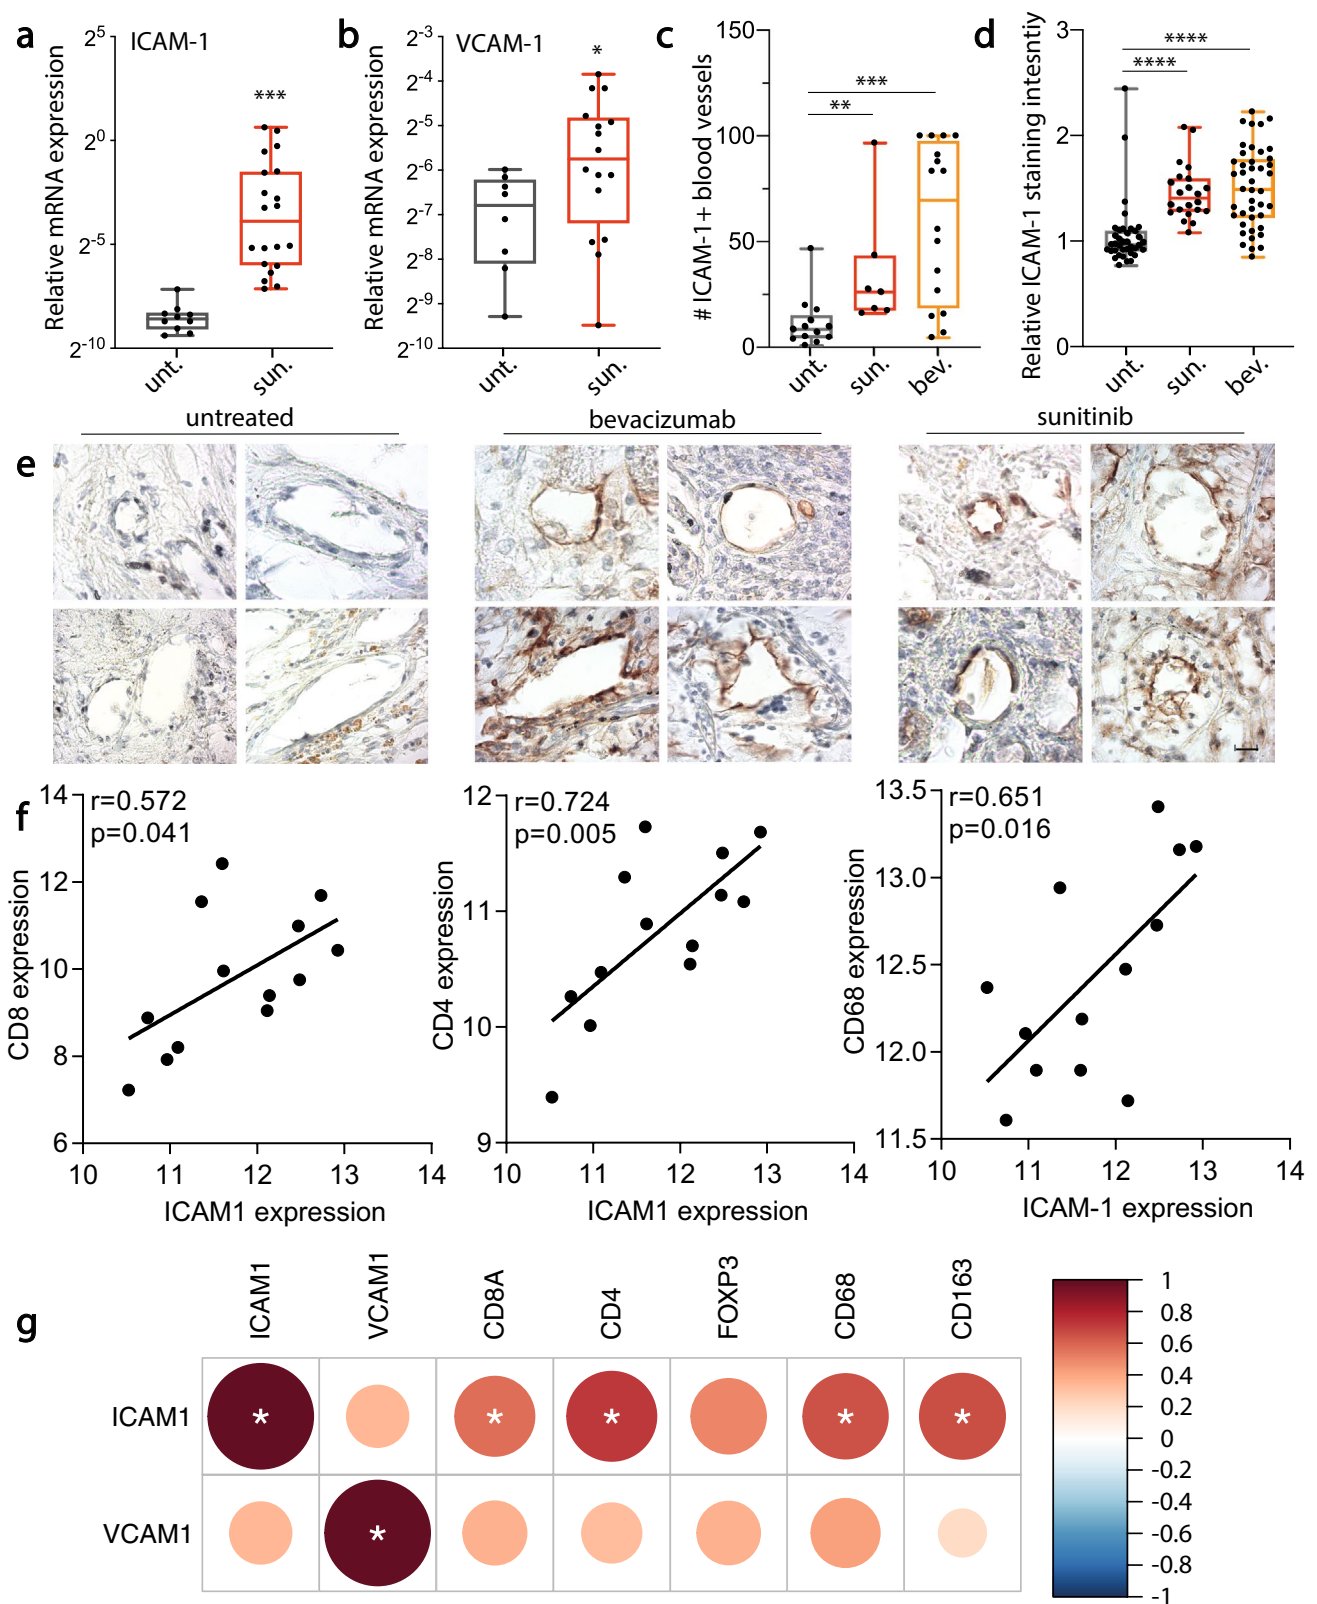 a
ICAM-1
Relative mRNA expression
2^5
2^0
2^-5
2^-10
***
unt.
sun.
b
VCAM-1
Relative mRNA expression
2^-3
2^-4
2^-5
2^-6
2^-7
2^-8
2^-9
2^-10
*
unt.
sun.
c
# ICAM-1+ blood vessels
150
100
50
0
***
**
unt.
sun.
bev.
d
Relative ICAM-1 staining intesntiy
3
2
1
0
****
****
unt.
sun.
bev.
e
untreated
bevacizumab
sunitinib
f
r=0.572
p=0.041
CD8 expression
14
12
10
8
6
10 11 12 13 14
ICAM1 expression
r=0.724
p=0.005
CD4 expression
12
11
10
9
10 11 12 13 14
ICAM1 expression
r=0.651
p=0.016
CD68 expression
13.5
13.0
12.5
12.0
11.5
10 11 12 13 14
ICAM-1 expression
g
ICAM1 VCAM1 CD8A CD4 FOXP3 CD68 CD163
ICAM1 * * * * *
VCAM1 *
1
0.8
0.6
0.4
0.2
0
-0.2
-0.4
-0.6
-0.8
-1